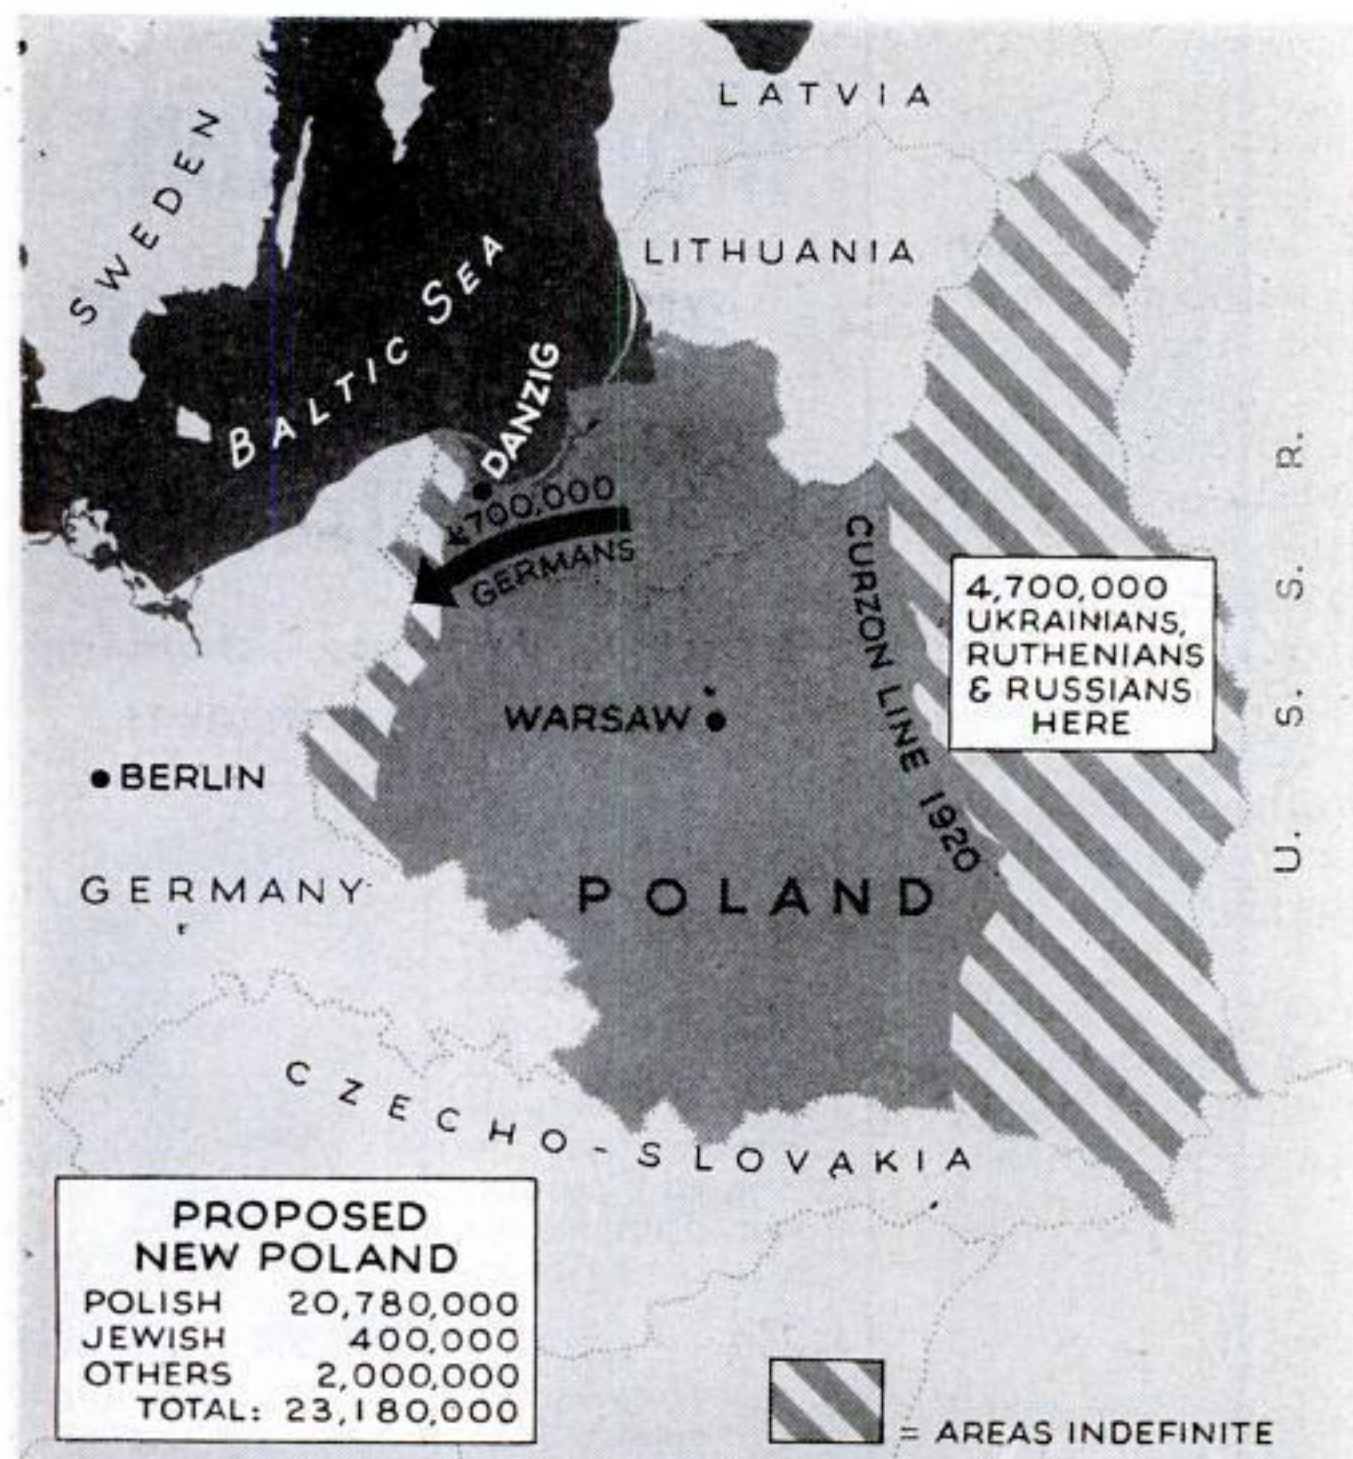 LATVIA
SWEDEN
LITHUANIA
BALTIC SEA
DANZIG
4,700,000
GERMANS
CURZON LINE 1920
4,700,000
UKRAINIANS,
RUTHENIANS
& RUSSIANS
HERE
U. S. S. R.
WARSAW
BERLIN
GERMANY
POLAND
CZECHO-SLOVAKIA
PROPOSED
NEW POLAND
POLISH 20,780,000
JEWISH 400,000
OTHERS 2,000,000
TOTAL: 23,180,000
= AREAS INDEFINITE